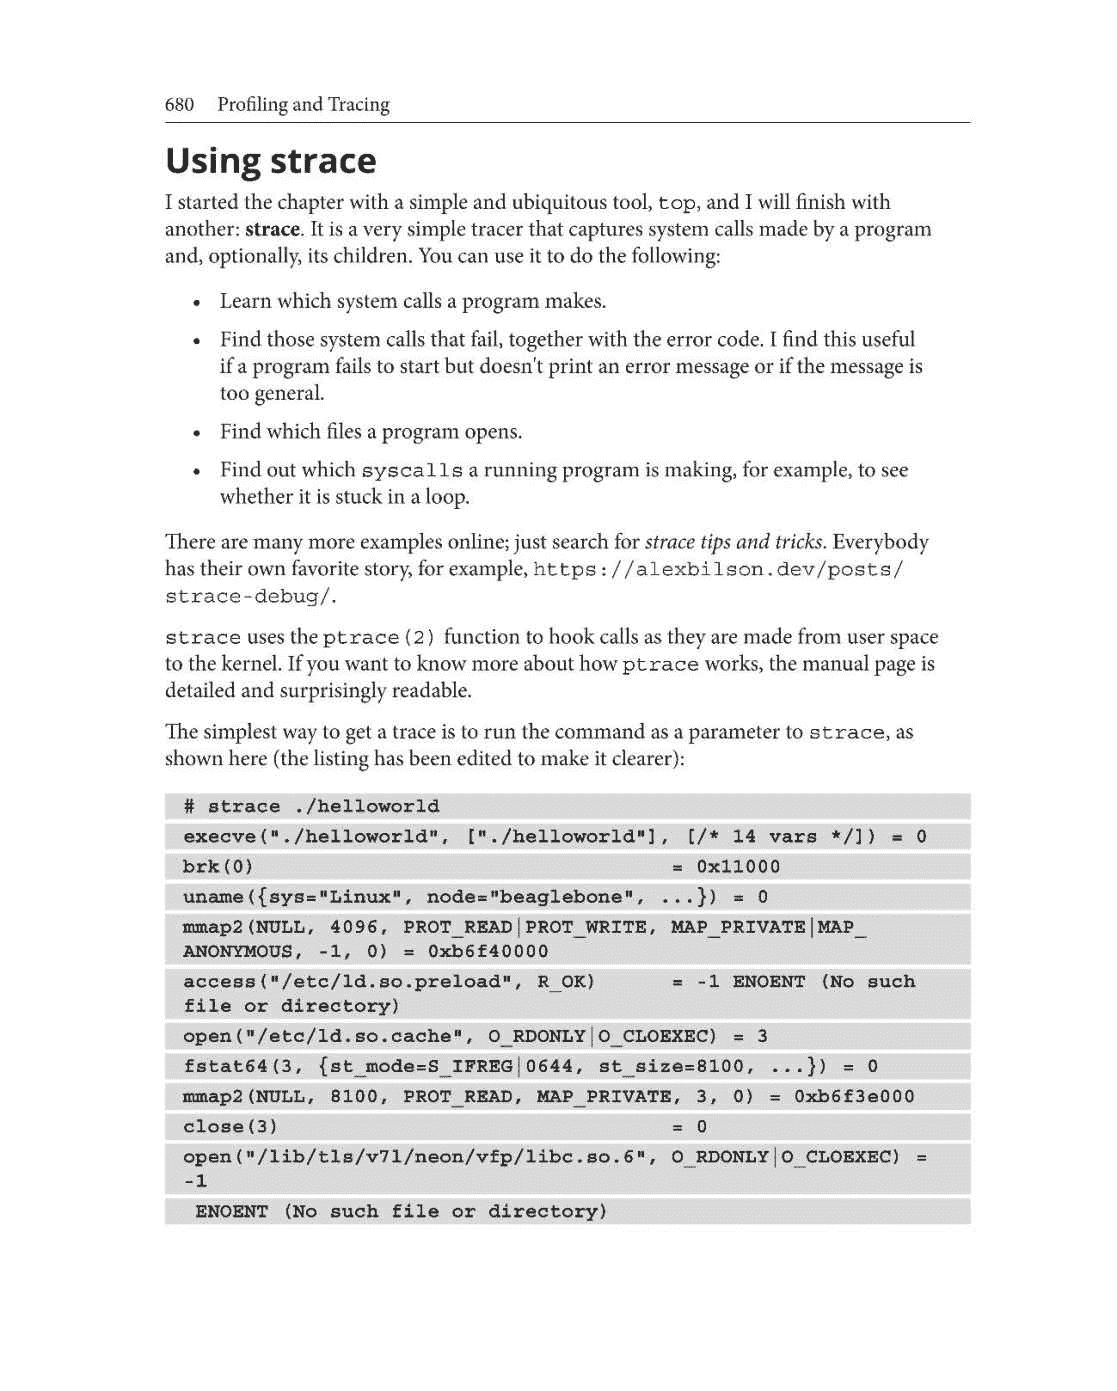 680 Profiling and Tracing
Using strace
I started the chapter with a simple and ubiquitous tool, top, and I will finish with
another: strace. It is a very simple tracer that captures system calls made by a program
and, optionally, its children. You can use it to do the following:
• Learn which system calls a program makes.
• Find those system calls that fail, together with the error code. I find this useful
if a program fails to start but doesn't print an error message or if the message is
too general.
• Find which files a program opens.
• Find out which syscalls a running program is making, for example, to see
whether it is stuck in a loop.
There are many more examples online; just search for strace tips and tricks. Everybody
has their own favorite story, for example, https://alexbilson.dev/posts/
strace-debug/.
strace uses the ptrace(2) function to hook calls as they are made from user space
to the kernel. If you want to know more about how ptrace works, the manual page is
detailed and surprisingly readable.
The simplest way to get a trace is to run the command as a parameter to strace, as
shown here (the listing has been edited to make it clearer):
# strace ./helloworld
execve("./helloworld", ["./helloworld"], [/* 14 vars */]) = 0
brk(0) = 0x11000
uname({sys="Linux", node="beaglebone", ...}) = 0
mmap2(NULL, 4096, PROT_READ|PROT_WRITE, MAP_PRIVATE|MAP_
ANONYMOUS, -1, 0) = 0xb6f40000
access("/etc/ld.so.preload", R_OK) = -1 ENOENT (No such
file or directory)
open("/etc/ld.so.cache", O_RDONLY|O_CLOEXEC) = 3
fstat64(3, {st_mode=S_IFREG|0644, st_size=8100, ...}) = 0
mmap2(NULL, 8100, PROT_READ, MAP_PRIVATE, 3, 0) = 0xb6f3e000
close(3) = 0
open("/lib/tls/v7l/neon/vfp/libc.so.6", O_RDONLY|O_CLOEXEC) =
-1
ENOENT (No such file or directory)